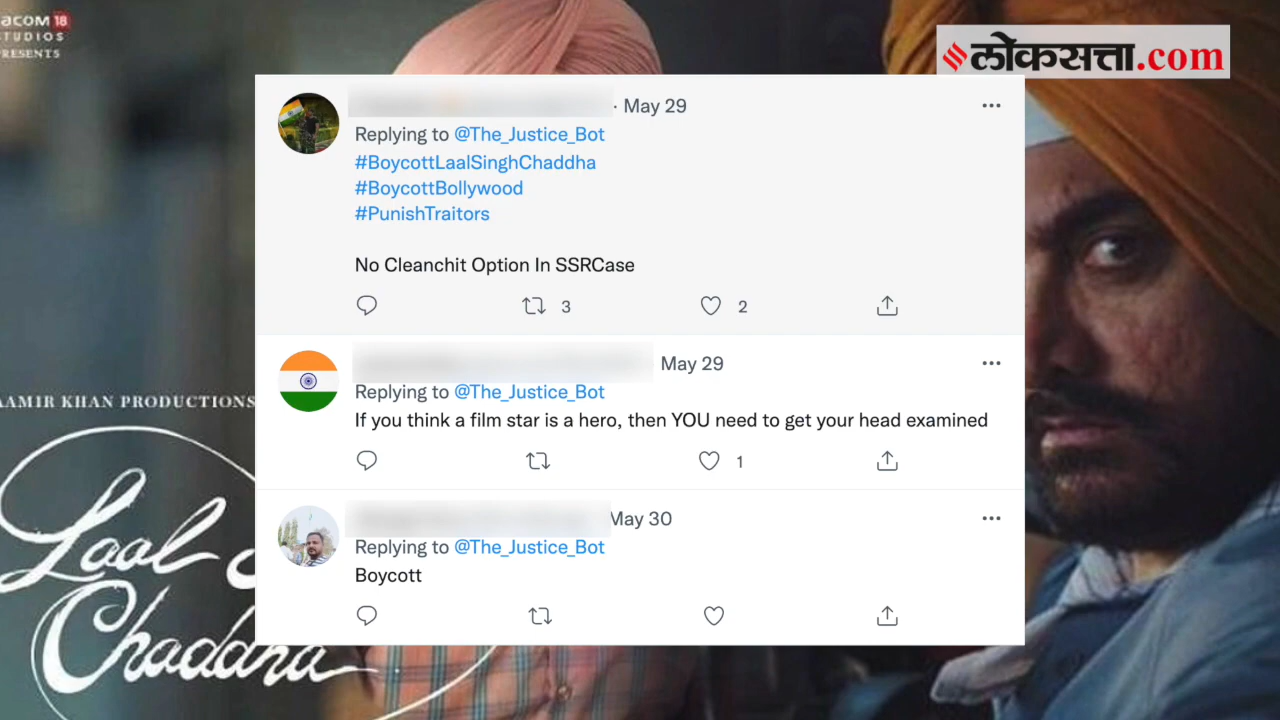 acom 18
TUDIOS
RESENTS
लोकसत्ता.com
· May 29
Replying to @The_Justice_Bot
#BoycottLaalSinghChaddha
#BoycottBollywood
#PunishTraitors
No Cleanchit Option In SSRCase
3
2
May 29
Replying to @The_Justice_Bot
If you think a film star is a hero, then YOU need to get your head examined
1
May 30
Replying to @The_Justice_Bot
Boycott
AAMIR KHAN PRODUCTIONS
Laal
Chaddha